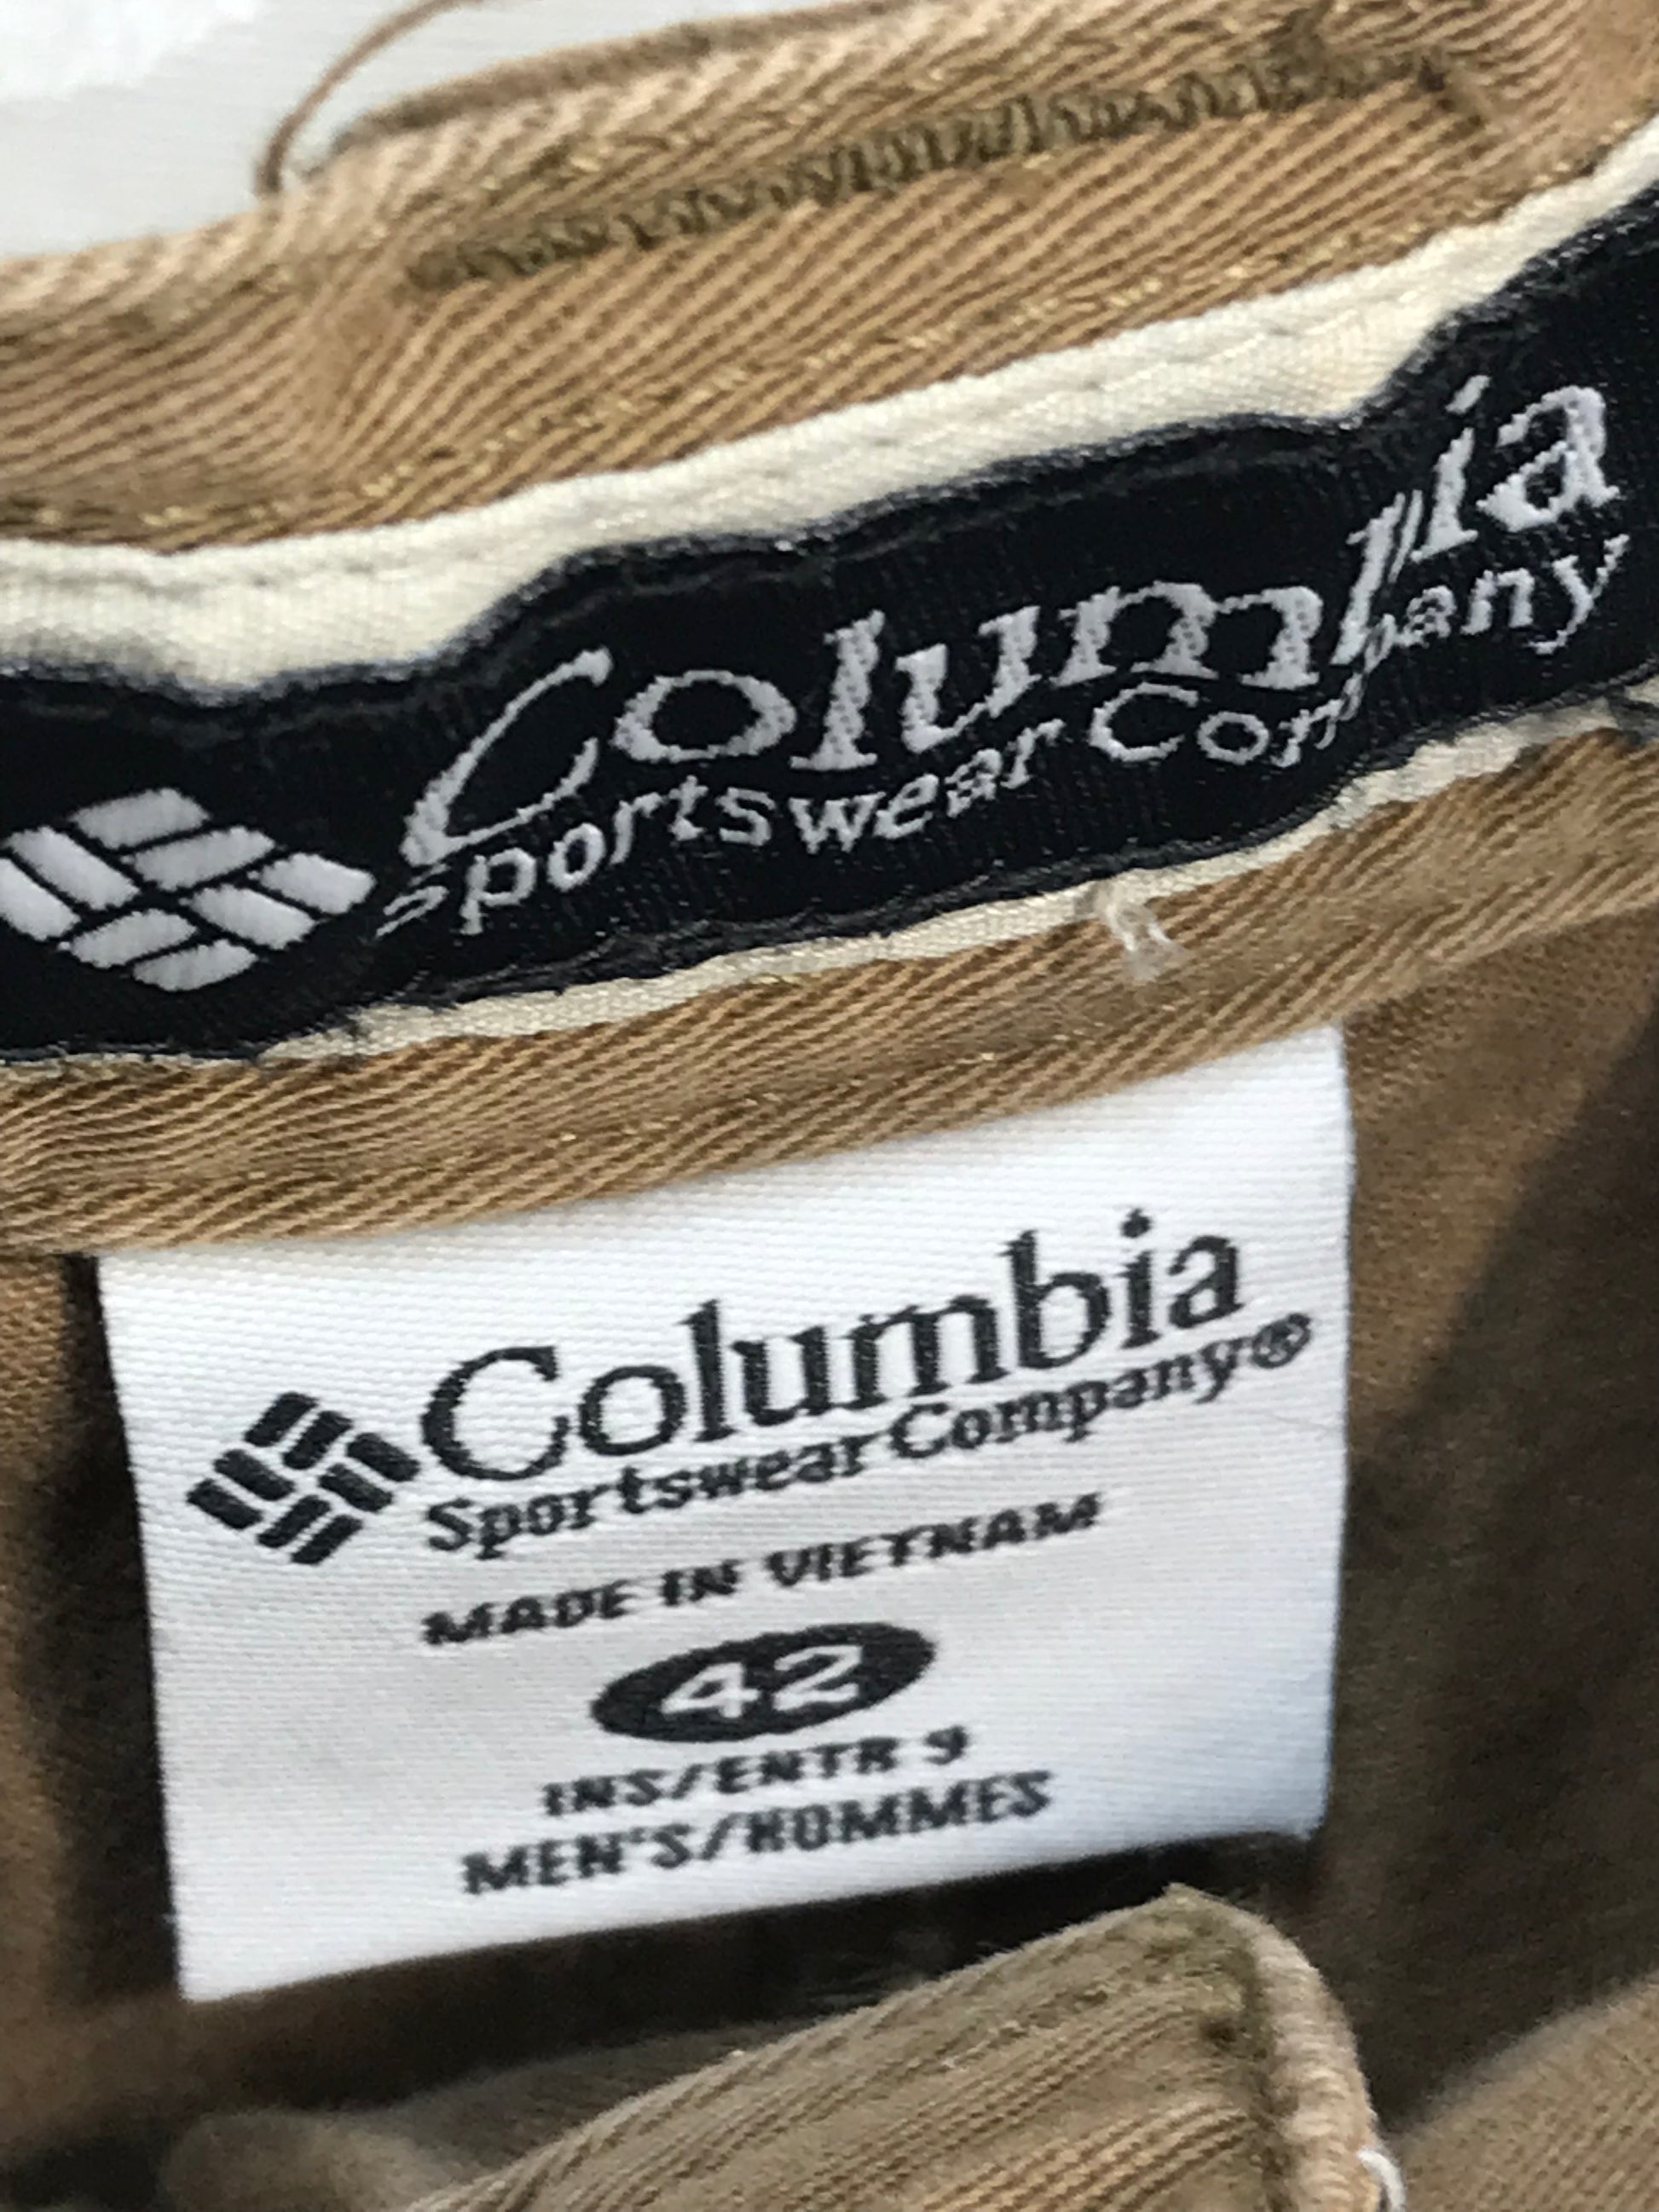 Columbia
Sportswear Company
Columbia
Sportswear Company®
MADE IN VIETNAM
42
INS/ENTR 9
MEN'S/HOMMES